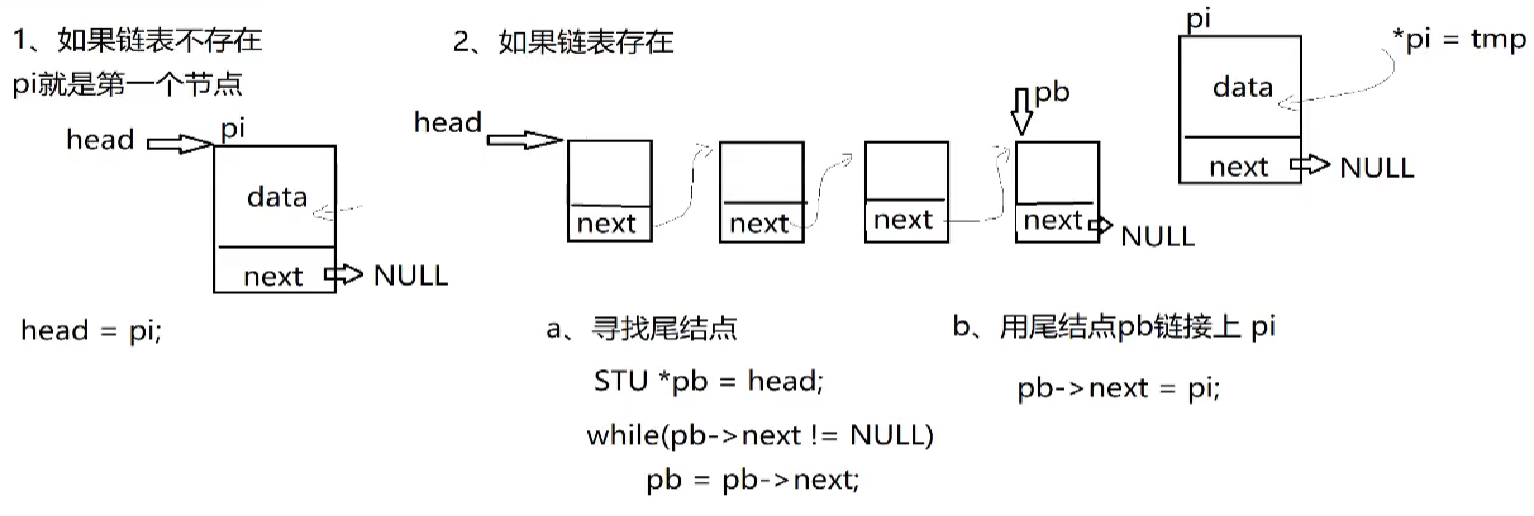 1、如果链表不存在
pi就是第一个节点
head
pi
data
next
NULL
head = pi;
2、如果链表存在
head
next
next
next
pb
next
NULL
pi
data
next
NULL
*pi = tmp
a、寻找尾结点
STU *pb = head;
while(pb->next != NULL)
pb = pb->next;
b、用尾结点pb链接上 pi
pb->next = pi;